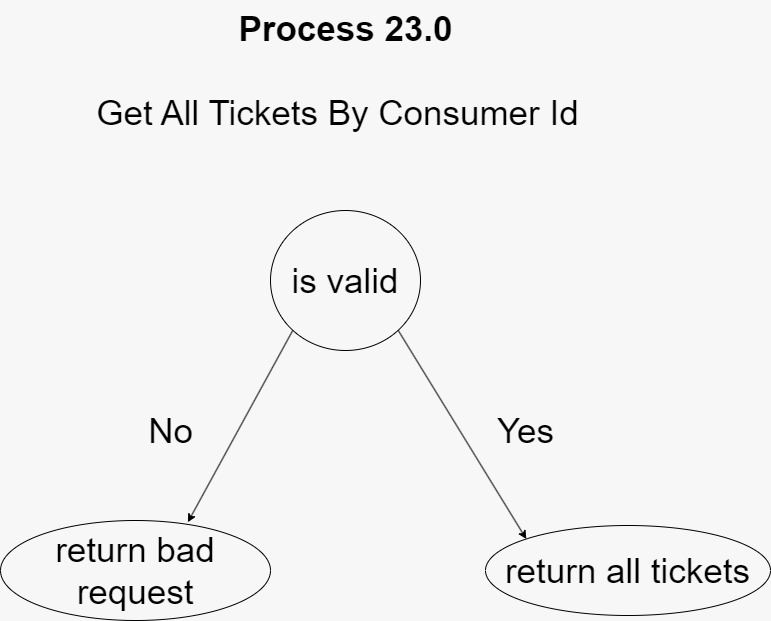 Process 23.0
Get All Tickets By Consumer Id
is valid
No
Yes
return bad
request
return all tickets